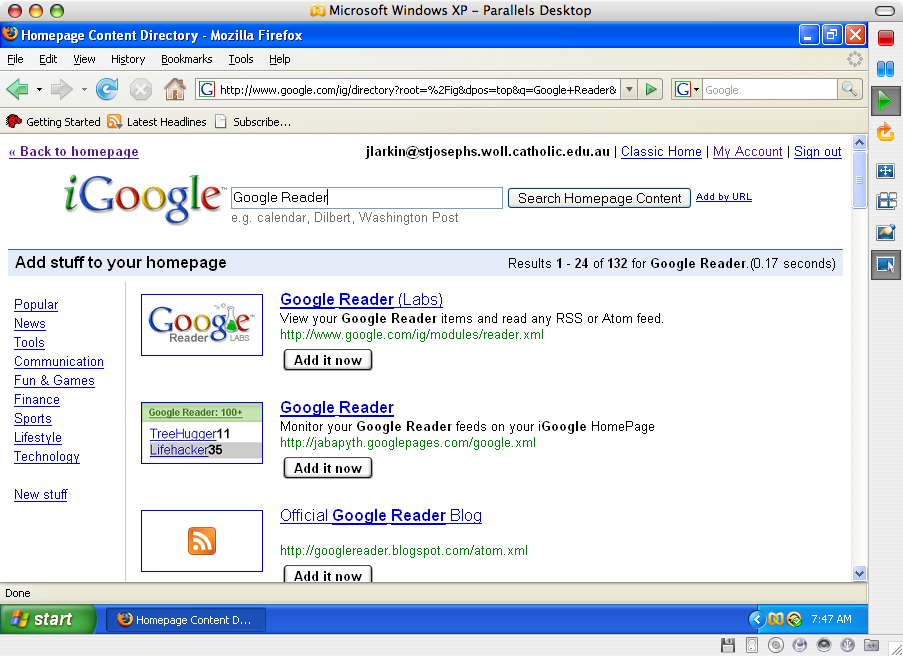 Microsoft Windows XP – Parallels Desktop
Homepage Content Directory - Mozilla Firefox
File Edit View History Bookmarks Tools Help
G http://www.google.com/ig/directory?root=%2Fig&dpos=top&q=Google+Reader& G Google
Getting Started Latest Headlines Subscribe...
« Back to homepage jlarkin@stjosephs.woll.catholic.edu.au | Classic Home | My Account | Sign out
iGoogle™ Google Reader Search Homepage Content Add by URL
e.g. calendar, Dilbert, Washington Post
Add stuff to your homepage Results 1 - 24 of 132 for Google Reader.(0.17 seconds)
Popular
News
Tools
Communication
Fun & Games
Finance
Sports
Lifestyle
Technology
New stuff
Google™
Reader LABS
Google Reader (Labs)
View your Google Reader items and read any RSS or Atom feed.
http://www.google.com/ig/modules/reader.xml
Add it now
Google Reader: 100+
TreeHugger11
Lifehacker35
Google Reader
Monitor your Google Reader feeds on your iGoogle HomePage
http://jabapyth.googlepages.com/google.xml
Add it now
Official Google Reader Blog
http://googlereader.blogspot.com/atom.xml
Add it now
Done
start Homepage Content D... 7:47 AM